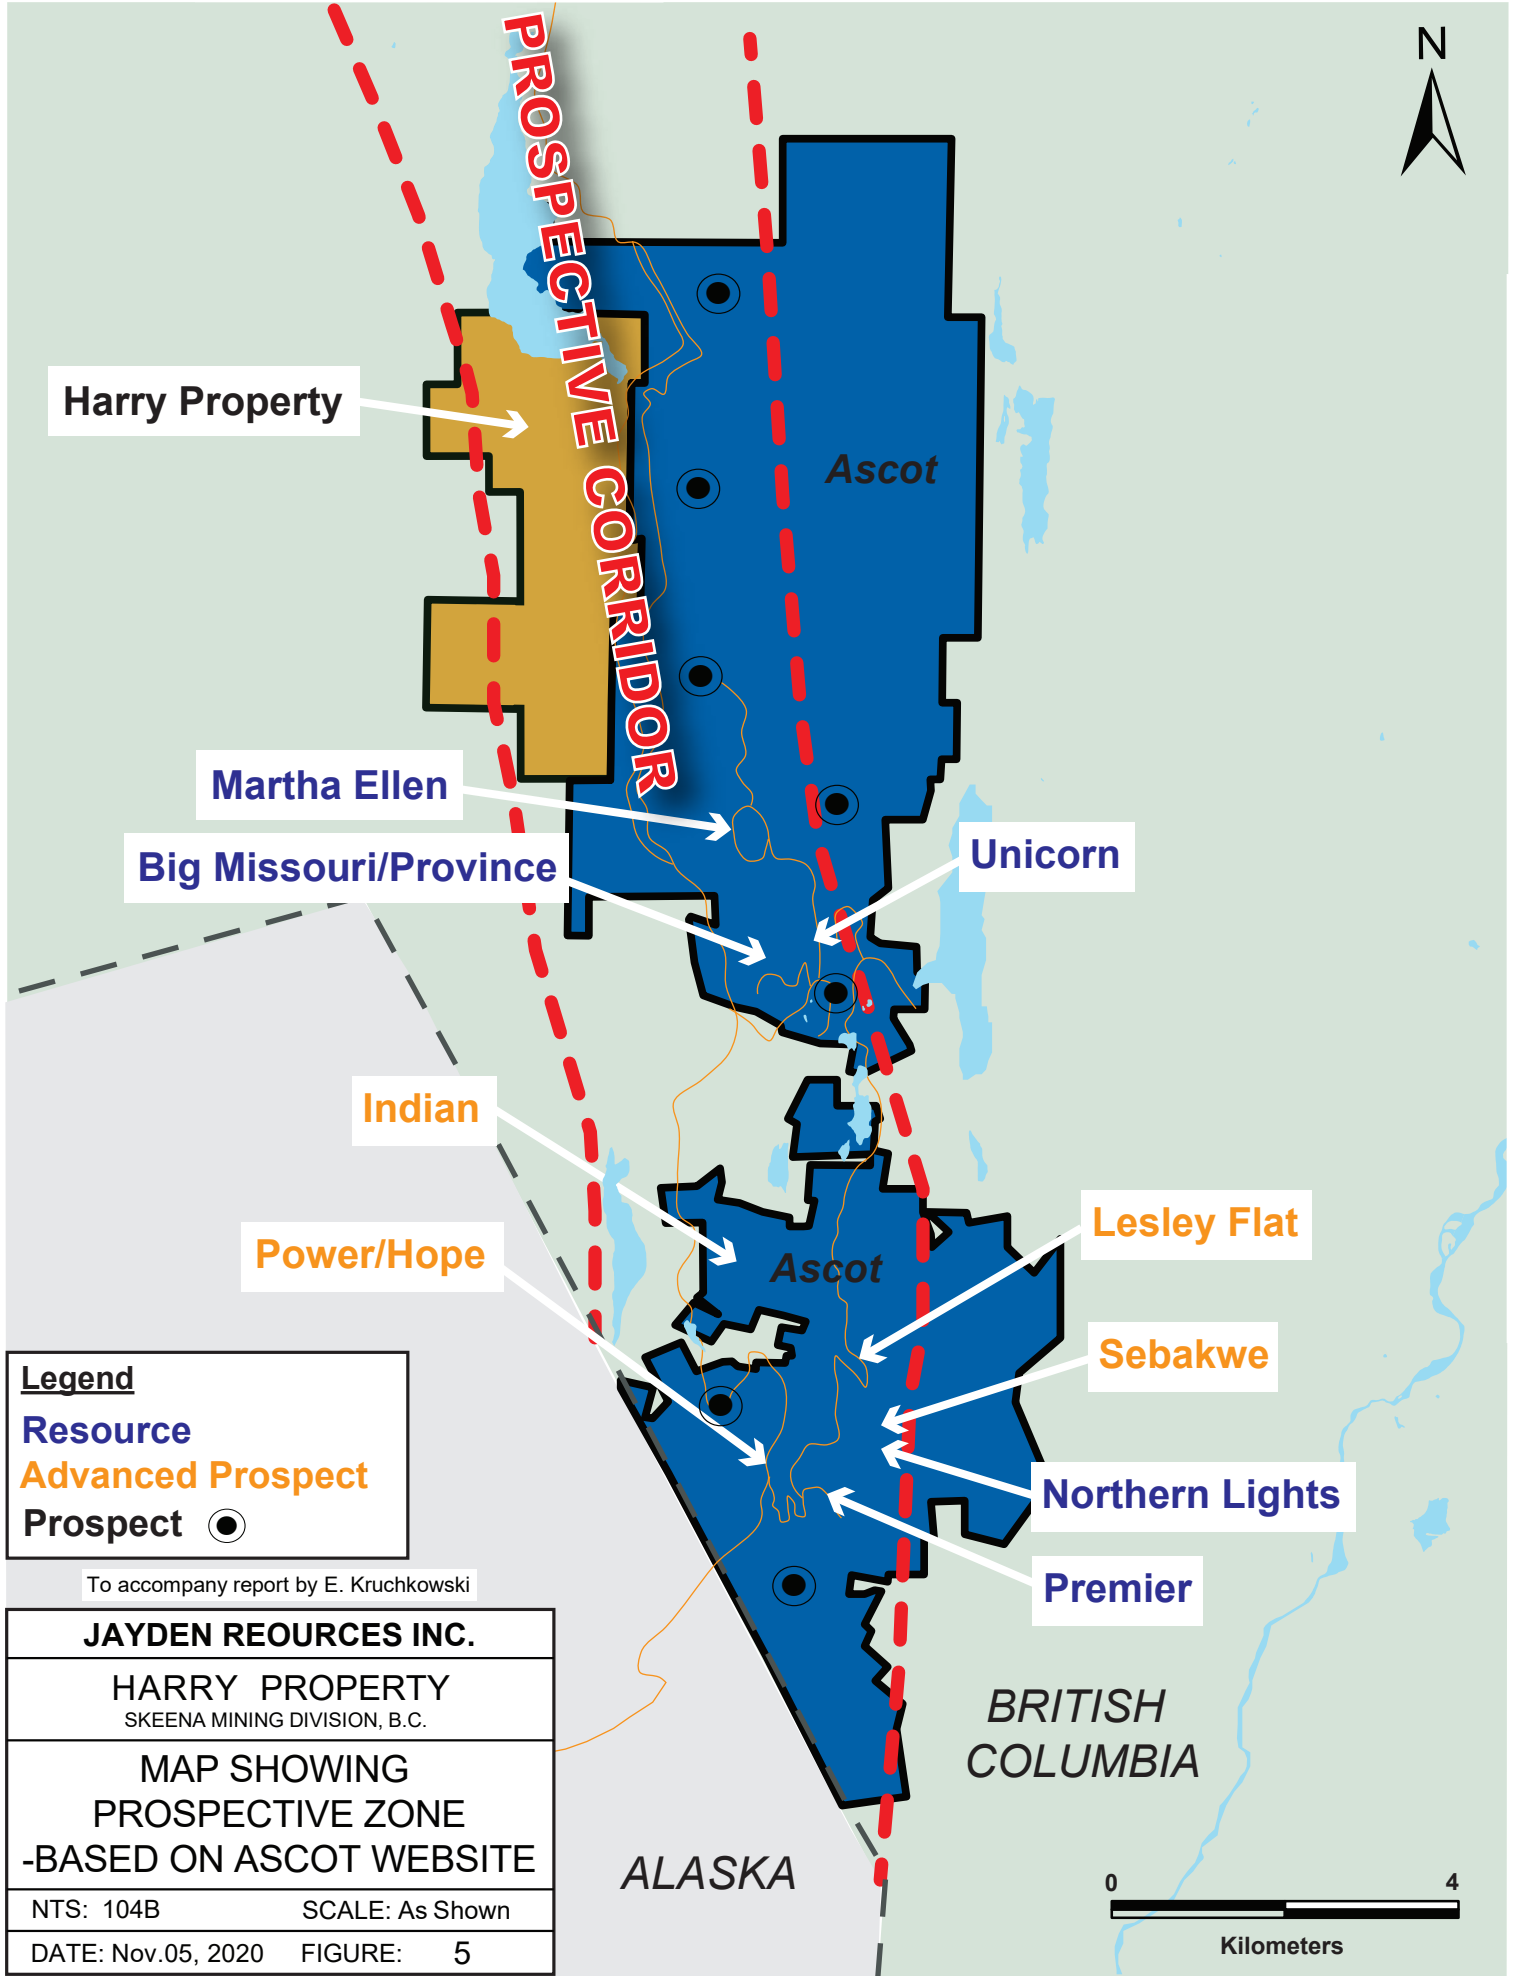 N
PROSPECTIVE CORRIDOR
Harry Property
Ascot
Martha Ellen
Big Missouri/Province
Unicorn
Indian
Power/Hope
Ascot
Lesley Flat
Sebakwe
Northern Lights
Premier
Legend
Resource
Advanced Prospect
Prospect
To accompany report by E. Kruchkowski
JAYDEN REOURCES INC.
HARRY PROPERTY
SKEENA MINING DIVISION, B.C.
MAP SHOWING
PROSPECTIVE ZONE
-BASED ON ASCOT WEBSITE
NTS: 104B SCALE: As Shown
DATE: Nov.05, 2020 FIGURE: 5
BRITISH
COLUMBIA
ALASKA
0 4
Kilometers